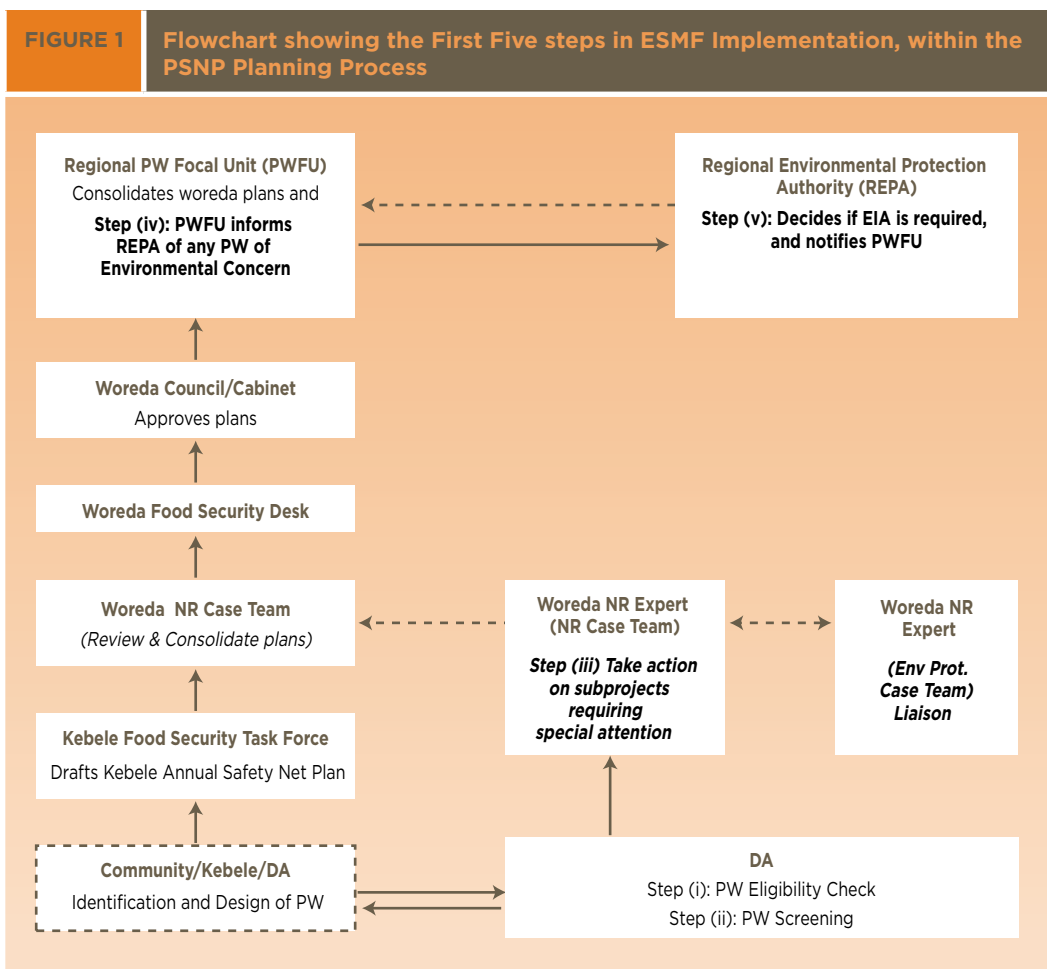 FIGURE 1
Flowchart showing the First Five steps in ESMF Implementation, within the
PSNP Planning Process
Regional PW Focal Unit (PWFU)
Consolidates woreda plans and
Step (iv): PWFU informs
REPA of any PW of
Environmental Concern
Regional Environmental Protection
Authority (REPA)
Step (v): Decides if EIA is required,
and notifies PWFU
Woreda Council/Cabinet
Approves plans
Woreda Food Security Desk
Woreda NR Case Team
(Review & Consolidate plans)
Woreda NR Expert
(NR Case Team)
Step (iii) Take action
on subprojects
requiring
special attention
Woreda NR
Expert
(Env Prot.
Case Team)
Liaison
Kebele Food Security Task Force
Drafts Kebele Annual Safety Net Plan
Community/Kebele/DA
Identification and Design of PW
DA
Step (i): PW Eligibility Check
Step (ii): PW Screening